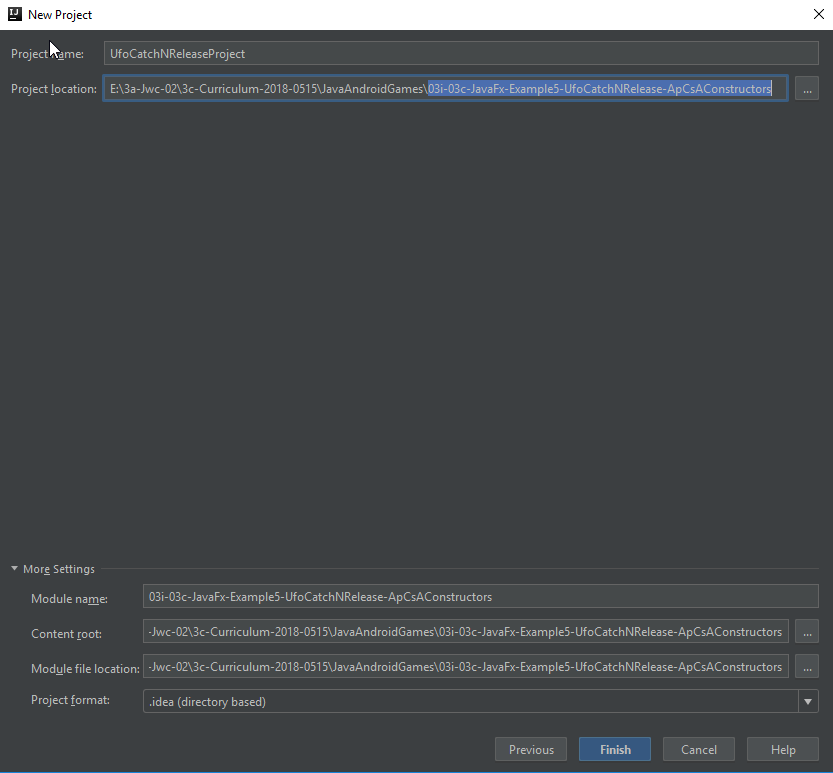 New Project
Project name: UfoCatchNReleaseProject
Project location: E:\3a-Jwc-02\3c-Curriculum-2018-0515\JavaAndroidGames\03i-03c-JavaFx-Example5-UfoCatchNRelease-ApCsAConstructors ...
More Settings
Module name: 03i-03c-JavaFx-Example5-UfoCatchNRelease-ApCsAConstructors
Content root: -Jwc-02\3c-Curriculum-2018-0515\JavaAndroidGames\03i-03c-JavaFx-Example5-UfoCatchNRelease-ApCsAConstructors ...
Module file location: -Jwc-02\3c-Curriculum-2018-0515\JavaAndroidGames\03i-03c-JavaFx-Example5-UfoCatchNRelease-ApCsAConstructors ...
Project format: .idea (directory based)
Previous Finish Cancel Help